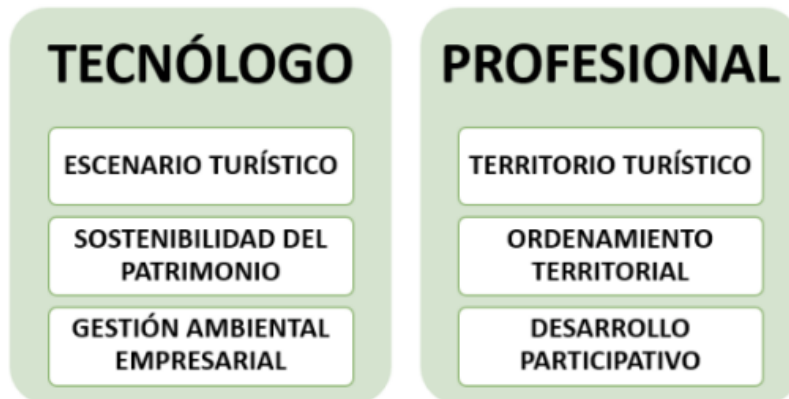 TECNÓLOGO
ESCENARIO TURÍSTICO
SOSTENIBILIDAD DEL
PATRIMONIO
GESTIÓN AMBIENTAL
EMPRESARIAL
PROFESIONAL
TERRITORIO TURÍSTICO
ORDENAMIENTO
TERRITORIAL
DESARROLLO
PARTICIPATIVO